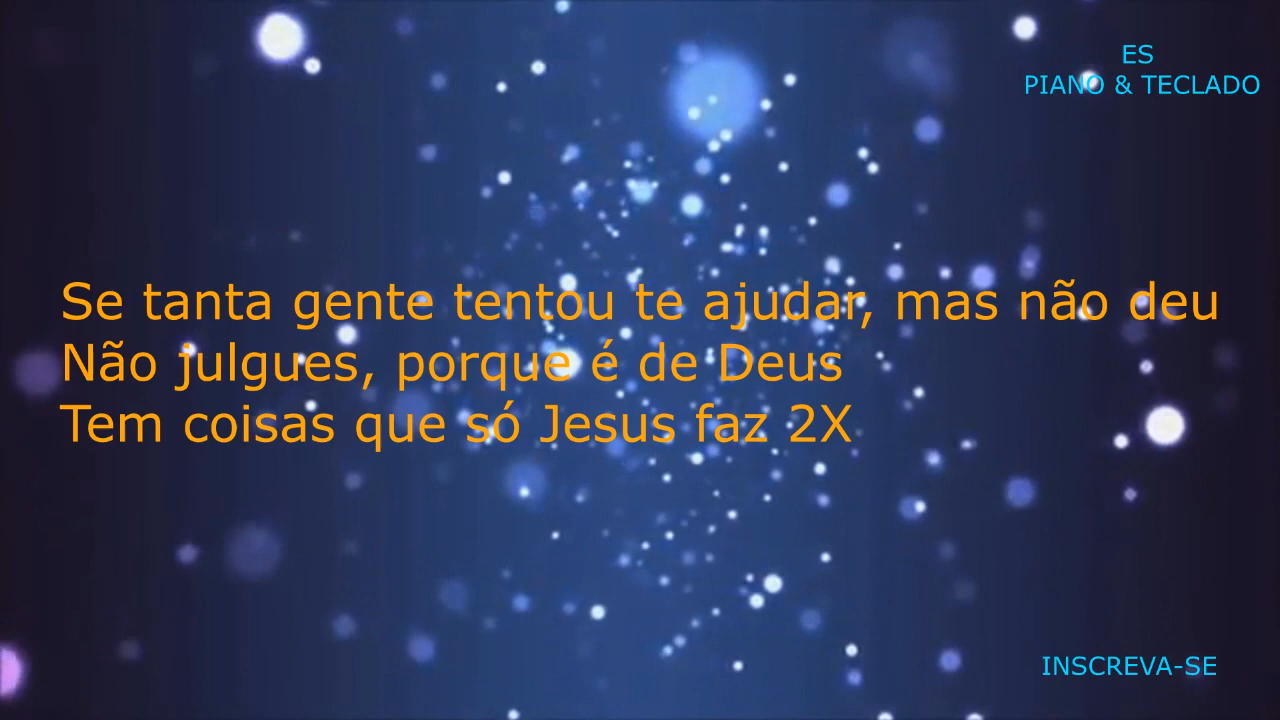 ES
PIANO & TECLADO
Se tanta gente tentou te ajudar, mas não deu
Não julgues, porque é de Deus
Tem coisas que só Jesus faz 2X
INSCREVA-SE